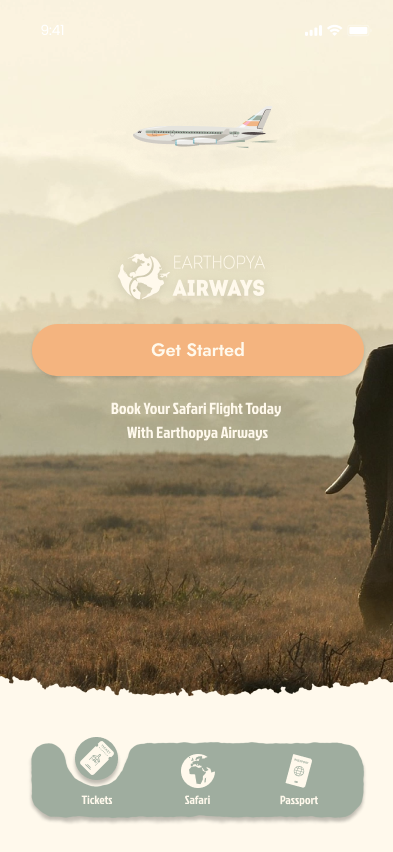 9:41
EARTHOPYA
AIRWAYS
Get Started
Book Your Safari Flight Today
With Earthopya Airways
Tickets
Safari
Passport